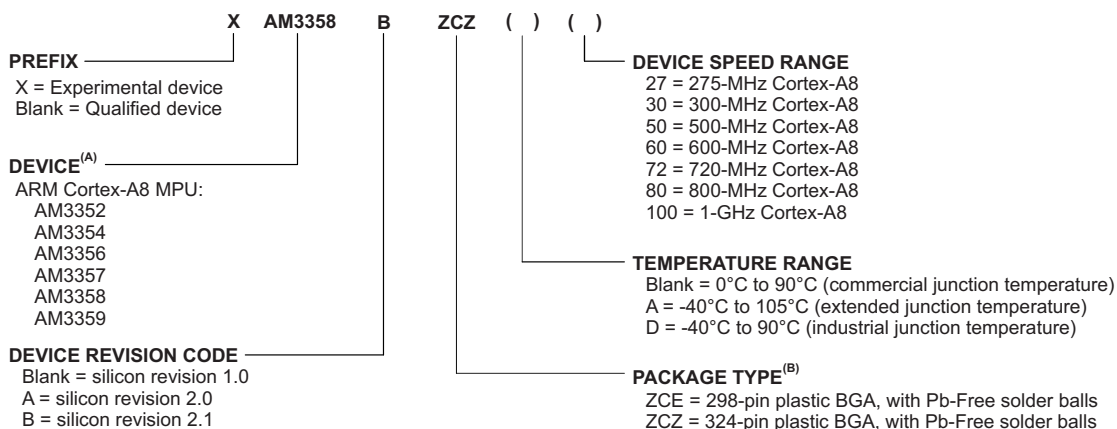 X AM3358 B ZCZ ( ) ( )
PREFIX
X = Experimental device
Blank = Qualified device
DEVICE(A)
ARM Cortex-A8 MPU:
AM3352
AM3354
AM3356
AM3357
AM3358
AM3359
DEVICE REVISION CODE
Blank = silicon revision 1.0
A = silicon revision 2.0
B = silicon revision 2.1
DEVICE SPEED RANGE
27 = 275-MHz Cortex-A8
30 = 300-MHz Cortex-A8
50 = 500-MHz Cortex-A8
60 = 600-MHz Cortex-A8
72 = 720-MHz Cortex-A8
80 = 800-MHz Cortex-A8
100 = 1-GHz Cortex-A8
TEMPERATURE RANGE
Blank = 0°C to 90°C (commercial junction temperature)
A = -40°C to 105°C (extended junction temperature)
D = -40°C to 90°C (industrial junction temperature)
PACKAGE TYPE(B)
ZCE = 298-pin plastic BGA, with Pb-Free solder balls
ZCZ = 324-pin plastic BGA, with Pb-Free solder balls